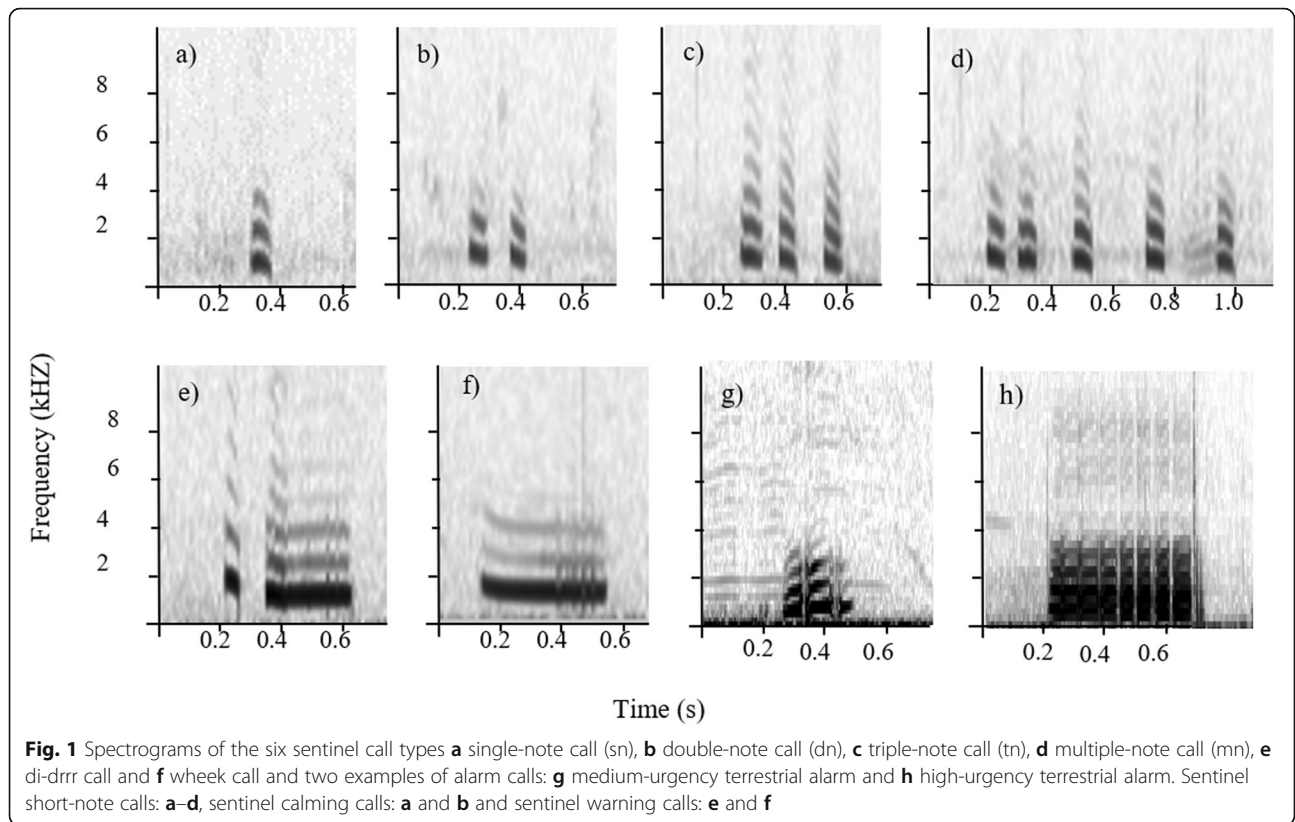 a)
b)
c)
d)
8
6
4
2
0.2 0.4 0.6
0.2 0.4 0.6
0.2 0.4 0.6
0.2 0.4 0.6 0.8 1.0
Frequency (kHZ)
e)
f)
g)
h)
8
6
4
2
0.2 0.4 0.6
0.2 0.4 0.6
0.2 0.4 0.6
0.2 0.4 0.6
Time (s)
Fig. 1 Spectrograms of the six sentinel call types a single-note call (sn), b double-note call (dn), c triple-note call (tn), d multiple-note call (mn), e
di-drrr call and f wheek call and two examples of alarm calls: g medium-urgency terrestrial alarm and h high-urgency terrestrial alarm. Sentinel
short-note calls: a–d, sentinel calming calls: a and b and sentinel warning calls: e and f